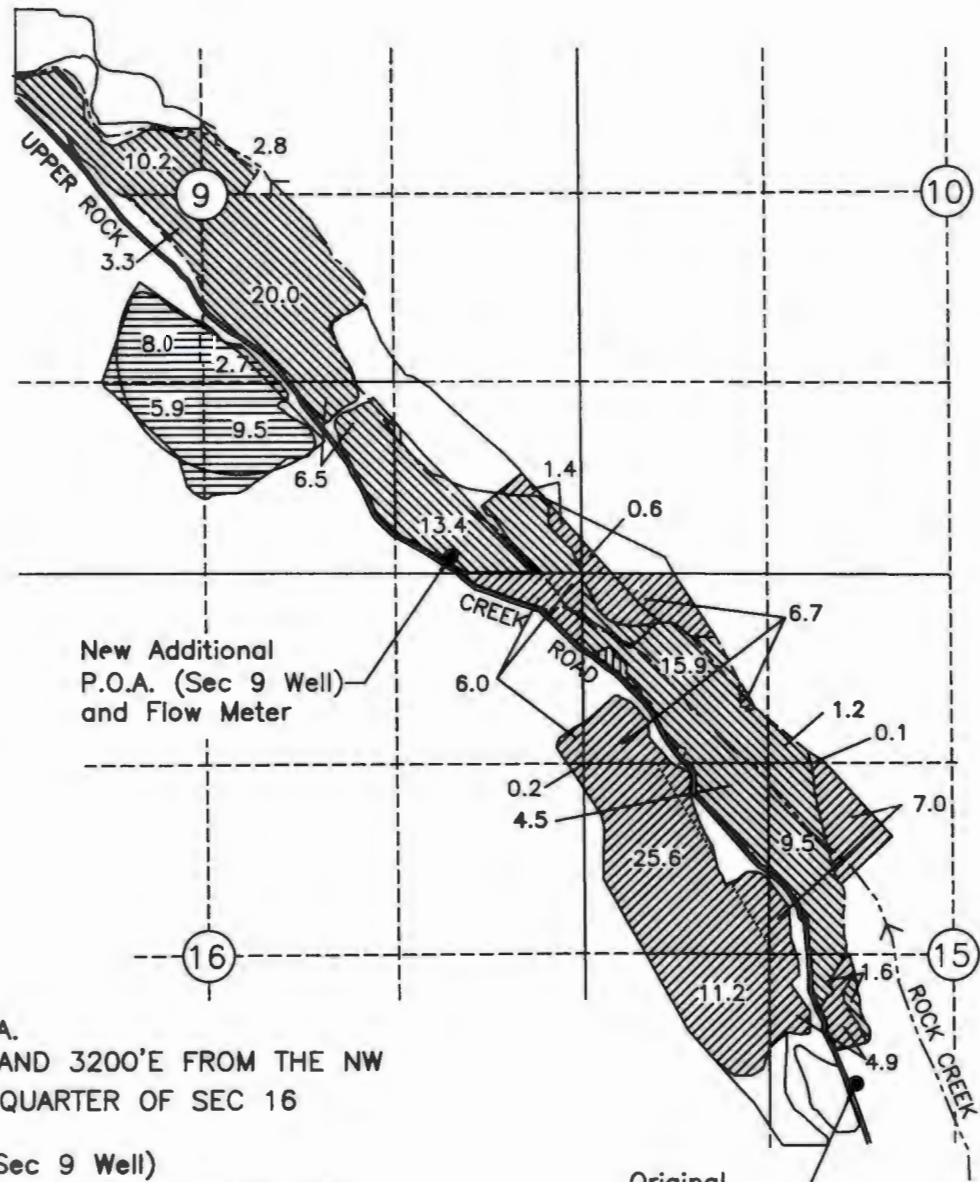 2.8
10.2
9
10
UPPER ROCK
3.3
20.0
8.0
2.7
5.9
9.5
6.5
1.4
0.6
13.4
CREEK ROAD
6.7
New Additional
P.O.A. (Sec 9 Well)
and Flow Meter
6.0
15.9
1.2
0.1
0.2
4.5
7.0
25.6
9.5
16
15
11.2
1.6
4.9
ROCK CREEK
A.
AND 3200'E FROM THE NW
QUARTER OF SEC 16
Sec 9 Well)
Original